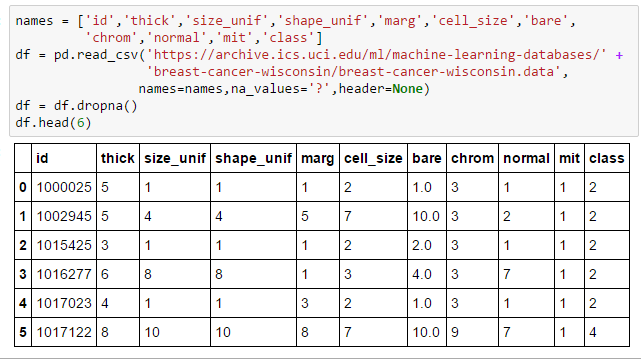 names = ['id','thick','size_unif','shape_unif','marg','cell_size','bare',
'chrom','normal','mit','class']
df = pd.read_csv('https://archive.ics.uci.edu/ml/machine-learning-databases/' +
'breast-cancer-wisconsin/breast-cancer-wisconsin.data',
names=names,na_values='?',header=None)
df = df.dropna()
df.head(6)
id thick size_unif shape_unif marg cell_size bare chrom normal mit class
0 1000025 5 1 1 1 2 1.0 3 1 1 2
1 1002945 5 4 4 5 7 10.0 3 2 1 2
2 1015425 3 1 1 1 2 2.0 3 1 1 2
3 1016277 6 8 8 1 3 4.0 3 7 1 2
4 1017023 4 1 1 3 2 1.0 3 1 1 2
5 1017122 8 10 10 8 7 10.0 9 7 1 4